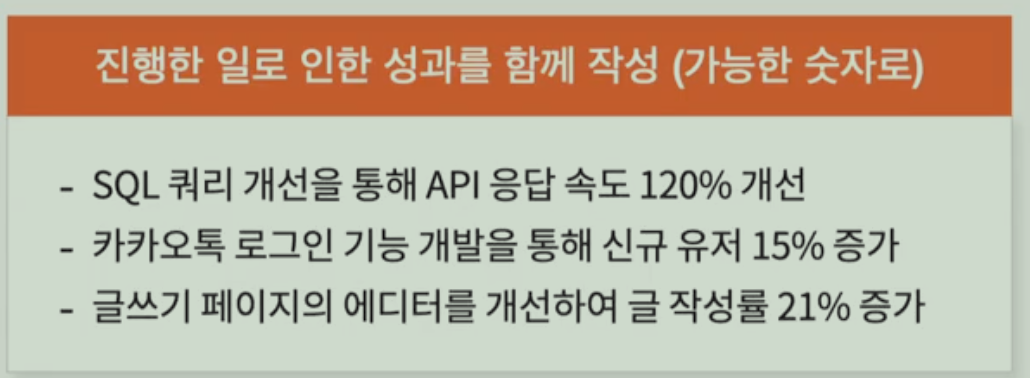 진행한 일로 인한 성과를 함께 작성 (가능한 숫자로)
- SQL 쿼리 개선을 통해 API 응답 속도 120% 개선
- 카카오톡 로그인 기능 개발을 통해 신규 유저 15% 증가
- 글쓰기 페이지의 에디터를 개선하여 글 작성률 21% 증가